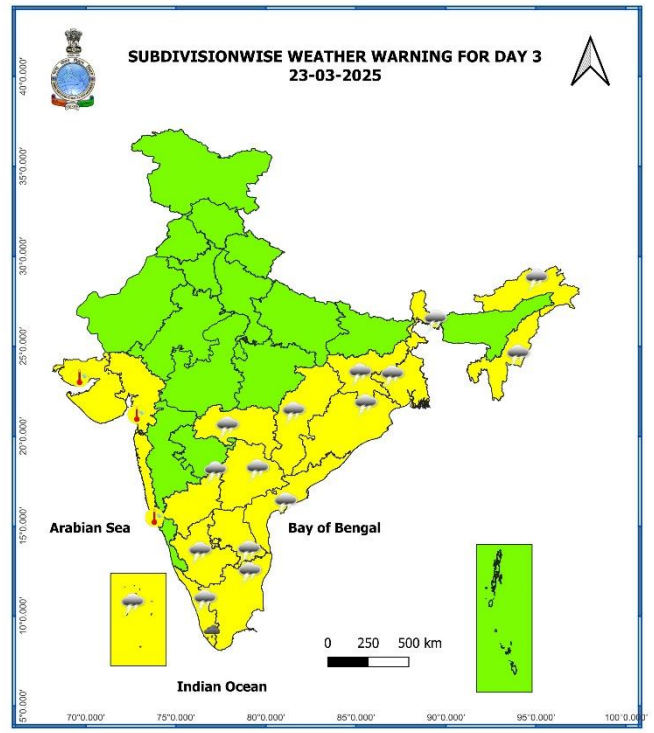 SUBDIVISIONWISE WEATHER WARNING FOR DAY 3
23-03-2025
40°0.000'
35°0.000'
30°0.000'
25°0.000'
20°0.000'
15°0.000'
10°0.000'
5°0.000'
Arabian Sea
Bay of Bengal
0 250 500 km
Indian Ocean
70°0.000' 75°0.000' 80°0.000' 85°0.000' 90°0.000' 95°0.000' 100°0.000'